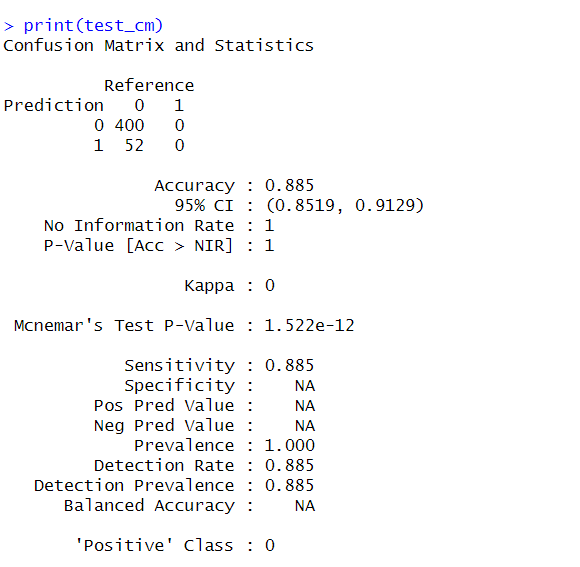 > print(test_cm)
Confusion Matrix and Statistics
Reference
Prediction 0 1
0 400 0
1 52 0
Accuracy : 0.885
95% CI : (0.8519, 0.9129)
No Information Rate : 1
P-Value [Acc > NIR] : 1
Kappa : 0
Mcnemar's Test P-Value : 1.522e-12
Sensitivity : 0.885
Specificity : NA
Pos Pred Value : NA
Neg Pred Value : NA
Prevalence : 1.000
Detection Rate : 0.885
Detection Prevalence : 0.885
Balanced Accuracy : NA
'Positive' Class : 0